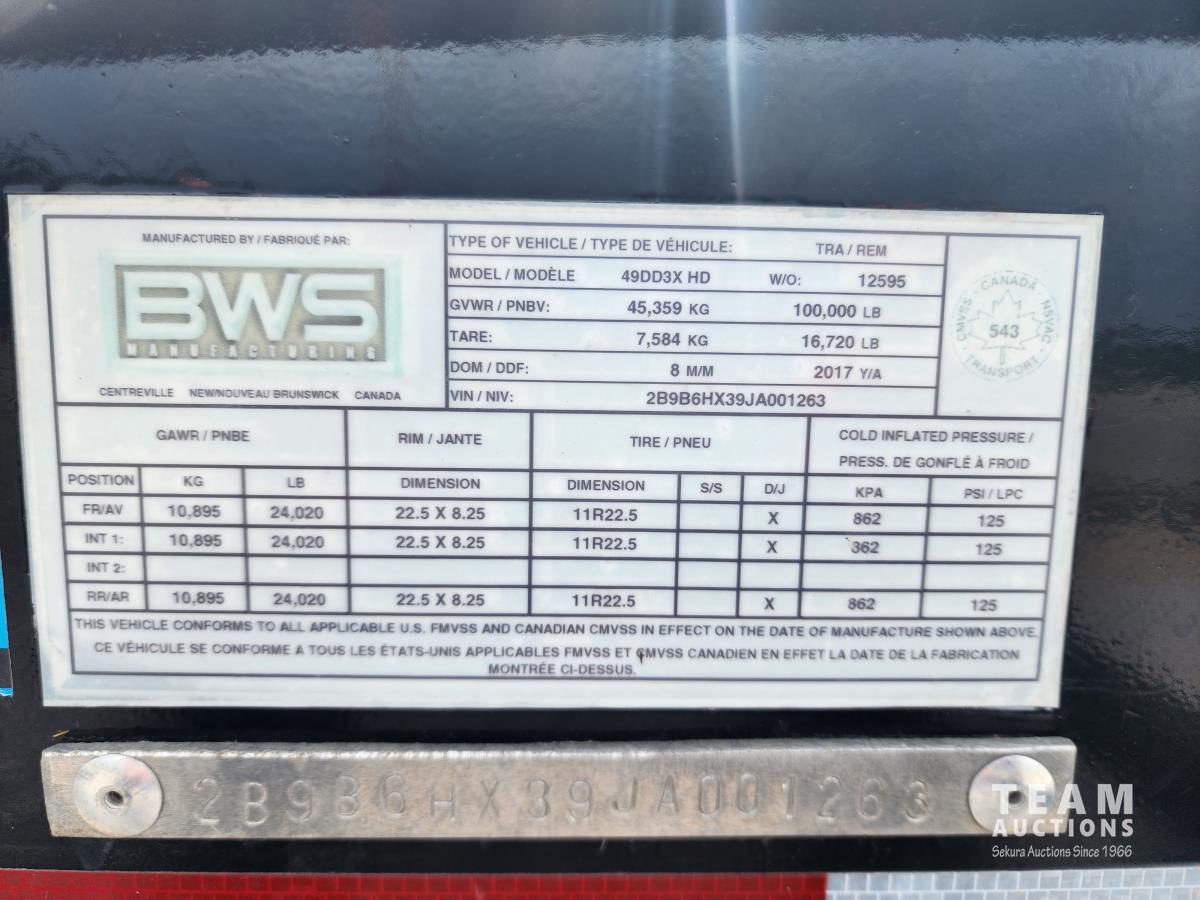 MANUFACTURED BY / FABRIQUÉ PAR:
BWS
MANUFACTURING
CENTREVILLE NEW/NOUVEAU BRUNSWICK CANADA
TYPE OF VEHICLE / TYPE DE VÉHICULE: TRA / REM
MODEL / MODÈLE 49DD3X HD W/O: 12595
GVWR / PNBV: 45,359 KG 100,000 LB
TARE: 7,584 KG 16,720 LB
DOM / DDF: 8 M/M 2017 Y/A
VIN / NIV: 2B9B6HX39JA001263
CANADA
CMVSS 543 NSVAC
TRANSPORT
GAWR / PNBE RIM / JANTE TIRE / PNEU COLD INFLATED PRESSURE /
PRESS. DE GONFLÉ À FROID
POSITION KG LB DIMENSION DIMENSION S/S D/J KPA PSI / LPC
FR/AV 10,895 24,020 22.5 X 8.25 11R22.5 X 862 125
INT 1: 10,895 24,020 22.5 X 8.25 11R22.5 X 862 125
INT 2:
RR/AR 10,895 24,020 22.5 X 8.25 11R22.5 X 862 125
THIS VEHICLE CONFORMS TO ALL APPLICABLE U.S. FMVSS AND CANADIAN CMVSS IN EFFECT ON THE DATE OF MANUFACTURE SHOWN ABOVE.
CE VÉHICULE SE CONFORME A TOUS LES ÉTATS-UNIS APPLICABLES FMVSS ET CMVSS CANADIEN EN EFFET LA DATE DE LA FABRICATION
MONTRÉE CI-DESSUS.
2B9B6HX39JA001263
TEAM
AUCTIONS
Sekura Auctions Since 1966